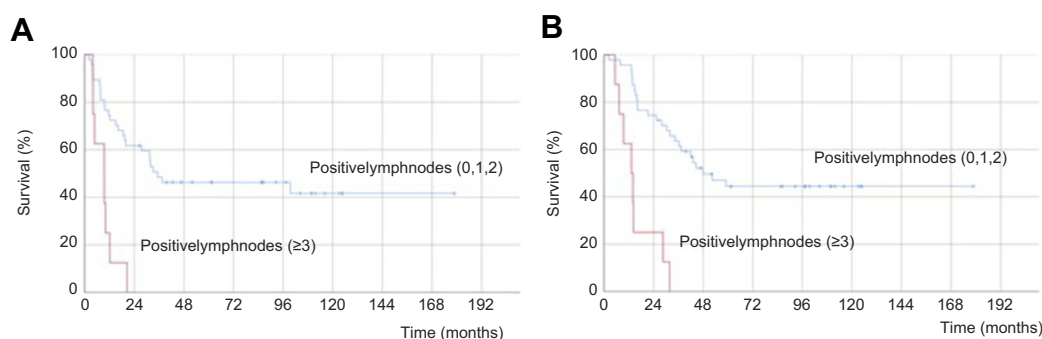 A
100
80
60
40
20
0
Survival (%)
Positivelymphnodes (0,1,2)
Positivelymphnodes (≥3)
0 24 48 72 96 120 144 168 192
Time (months)
B
100
80
60
40
20
0
Survival (%)
Positivelymphnodes (0,1,2)
Positivelymphnodes (≥3)
0 24 48 72 96 120 144 168 192
Time (months)